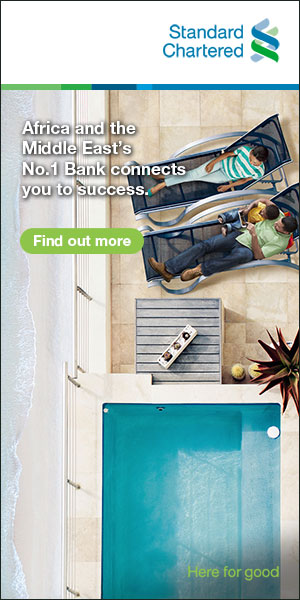 Standard
Chartered
Africa and the
Middle East's
No.1 Bank connects
you to success.
Find out more
Here for good